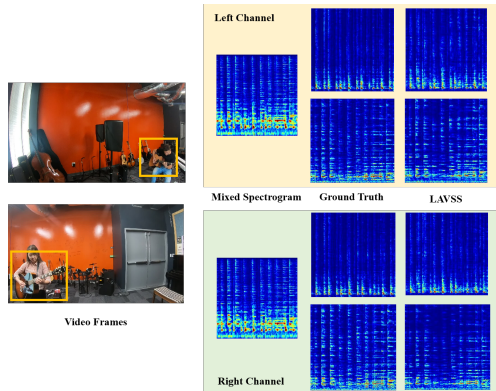 Left Channel
Mixed Spectrogram
Ground Truth
LAVSS
Video Frames
Right Channel